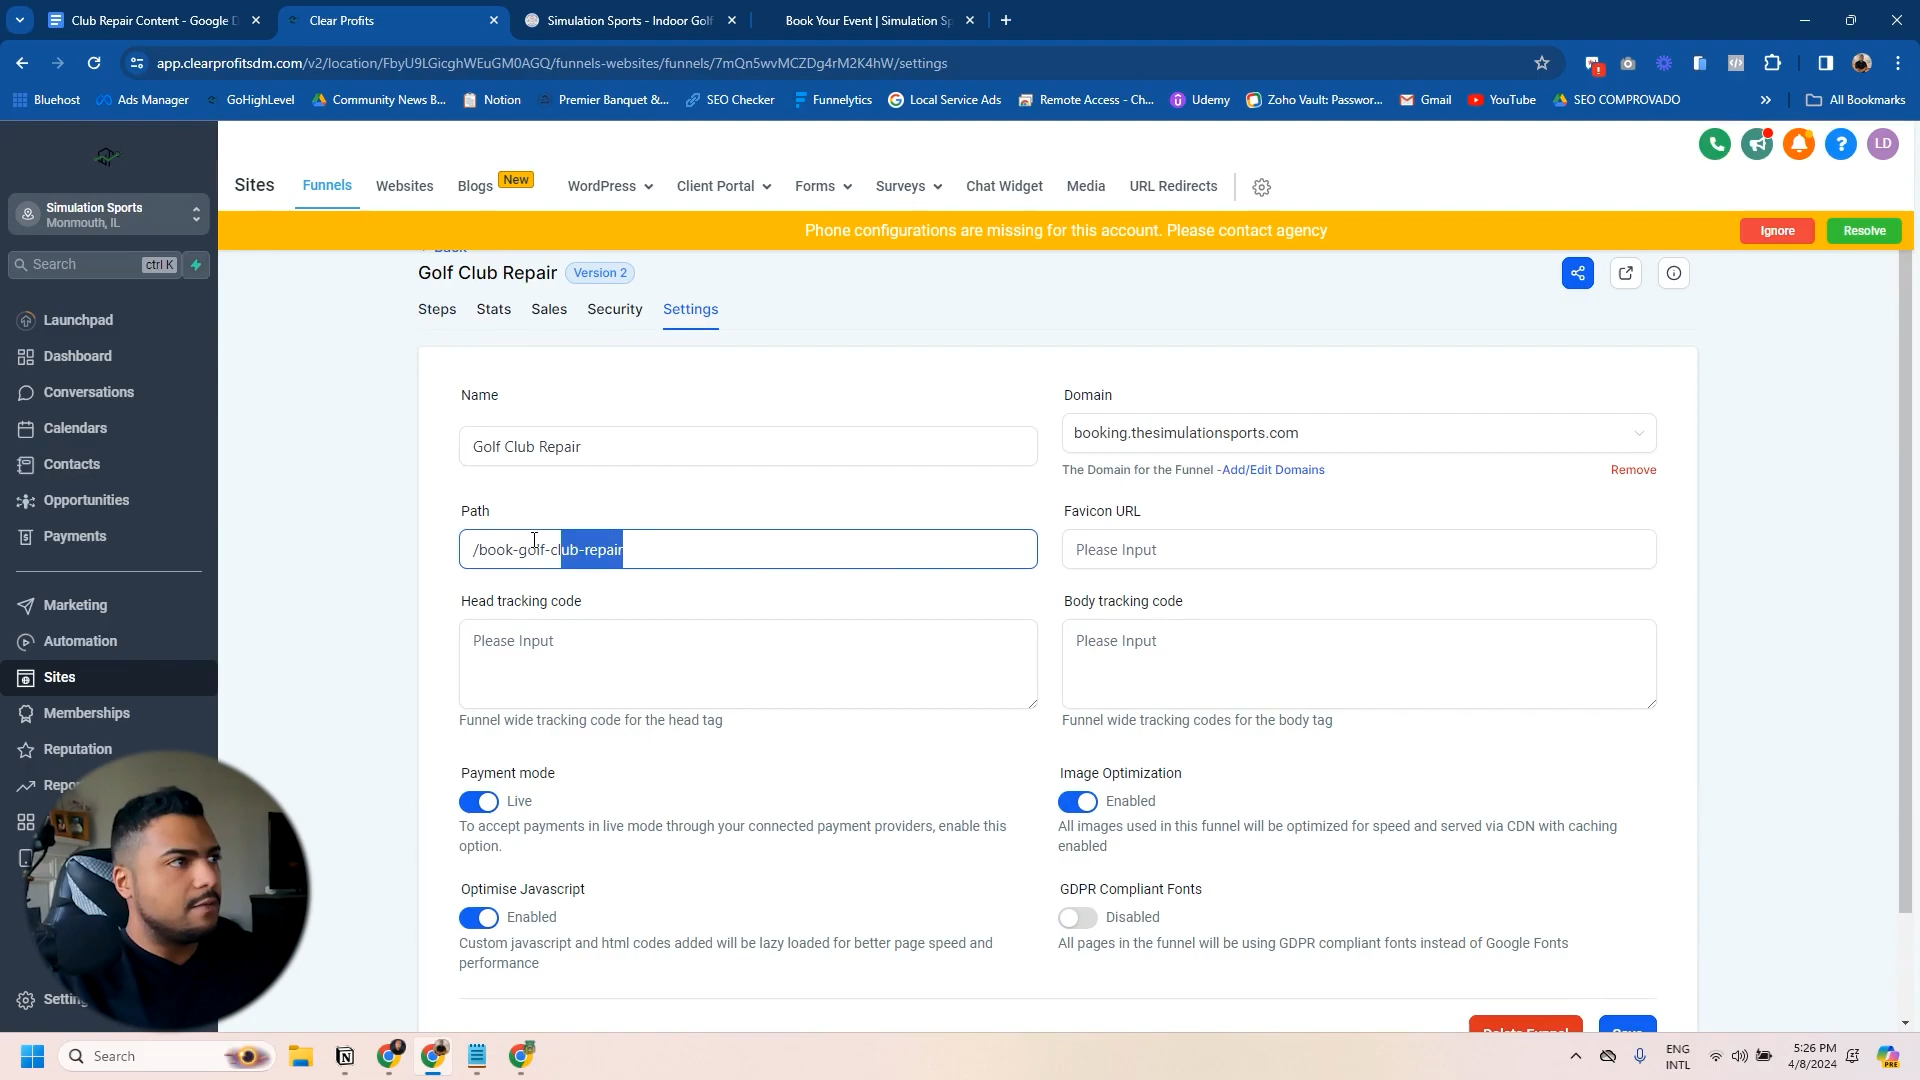 Club Repair Content - Google D
Clear Profits
Simulation Sports - Indoor Golf
Book Your Event | Simulation Sp
app.clearprofitsdm.com/v2/location/FbyU9LGicghWEuGM0AGQ/funnels-websites/funnels/7mQn5wvMCZDg4rM2K4hW/settings
Bluehost
Ads Manager
GoHighLevel
Community News B...
Notion
Premier Banquet &...
SEO Checker
Funnelytics
Local Service Ads
Remote Access - Ch...
Udemy
Zoho Vault: Passwor...
Gmail
YouTube
SEO COMPROVADO
All Bookmarks
LD
Sites
Funnels
Websites
Blogs
New
WordPress
Client Portal
Forms
Surveys
Chat Widget
Media
URL Redirects
Simulation Sports
Monmouth, IL
Phone configurations are missing for this account. Please contact agency
Ignore
Resolve
Search
ctrl K
Back
Golf Club Repair
Version 2
Steps
Stats
Sales
Security
Settings
Launchpad
Dashboard
Conversations
Calendars
Contacts
Opportunities
Payments
Marketing
Automation
Sites
Memberships
Reputation
Repo
Settin
Name
Golf Club Repair
Domain
booking.thesimulationsports.com
The Domain for the Funnel -Add/Edit Domains
Remove
Path
/book-golf-club-repair
Favicon URL
Please Input
Head tracking code
Please Input
Funnel wide tracking code for the head tag
Body tracking code
Please Input
Funnel wide tracking codes for the body tag
Payment mode
Live
To accept payments in live mode through your connected payment providers, enable this
option.
Image Optimization
Enabled
All images used in this funnel will be optimized for speed and served via CDN with caching
enabled
Optimise Javascript
Enabled
Custom javascript and html codes added will be lazy loaded for better page speed and
performance
GDPR Compliant Fonts
Disabled
All pages in the funnel will be using GDPR compliant fonts instead of Google Fonts
Delete Funnel
Save
Search
ENG
INTL
5:26 PM
4/8/2024
PRE